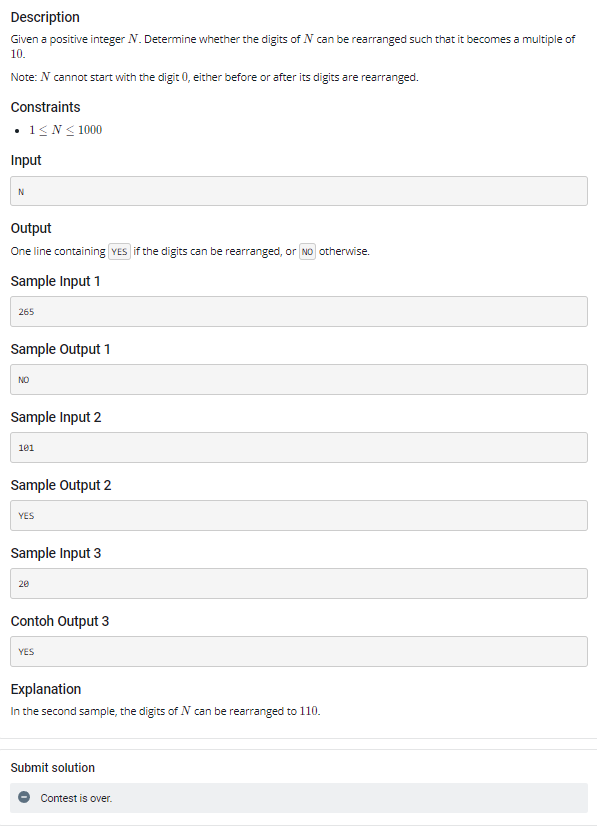 Description
Given a positive integer N. Determine whether the digits of N can be rearranged such that it becomes a multiple of
10.
Note: N cannot start with the digit 0, either before or after its digits are rearranged.
Constraints
• 1 ≤ N ≤ 1000
Input
N
Output
One line containing YES if the digits can be rearranged, or NO otherwise.
Sample Input 1
265
Sample Output 1
NO
Sample Input 2
101
Sample Output 2
YES
Sample Input 3
20
Contoh Output 3
YES
Explanation
In the second sample, the digits of N can be rearranged to 110.
Submit solution
Contest is over.